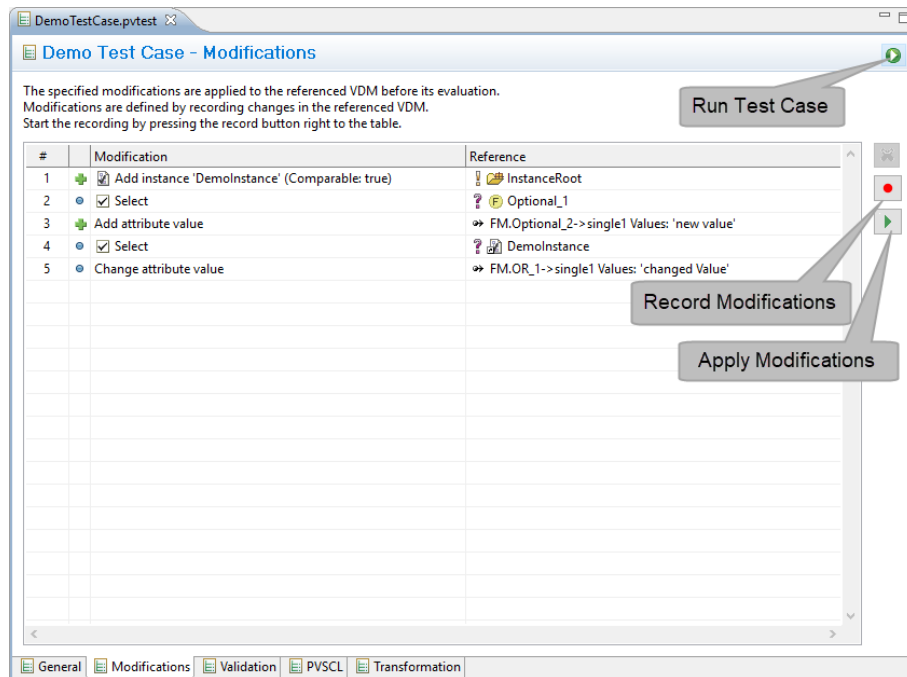 DemoTestCase.pvtest
Demo Test Case - Modifications
The specified modifications are applied to the referenced VDM before its evaluation.
Modifications are defined by recording changes in the referenced VDM.
Start the recording by pressing the record button right to the table.
Run Test Case
# Modification Reference
1 Add instance 'DemoInstance' (Comparable: true) InstanceRoot
2 Select Optional_1
3 Add attribute value FM.Optional_2->single1 Values: 'new value'
4 Select DemoInstance
5 Change attribute value FM.OR_1->single1 Values: 'changed Value'
Record Modifications
Apply Modifications
General Modifications Validation PVSCL Transformation